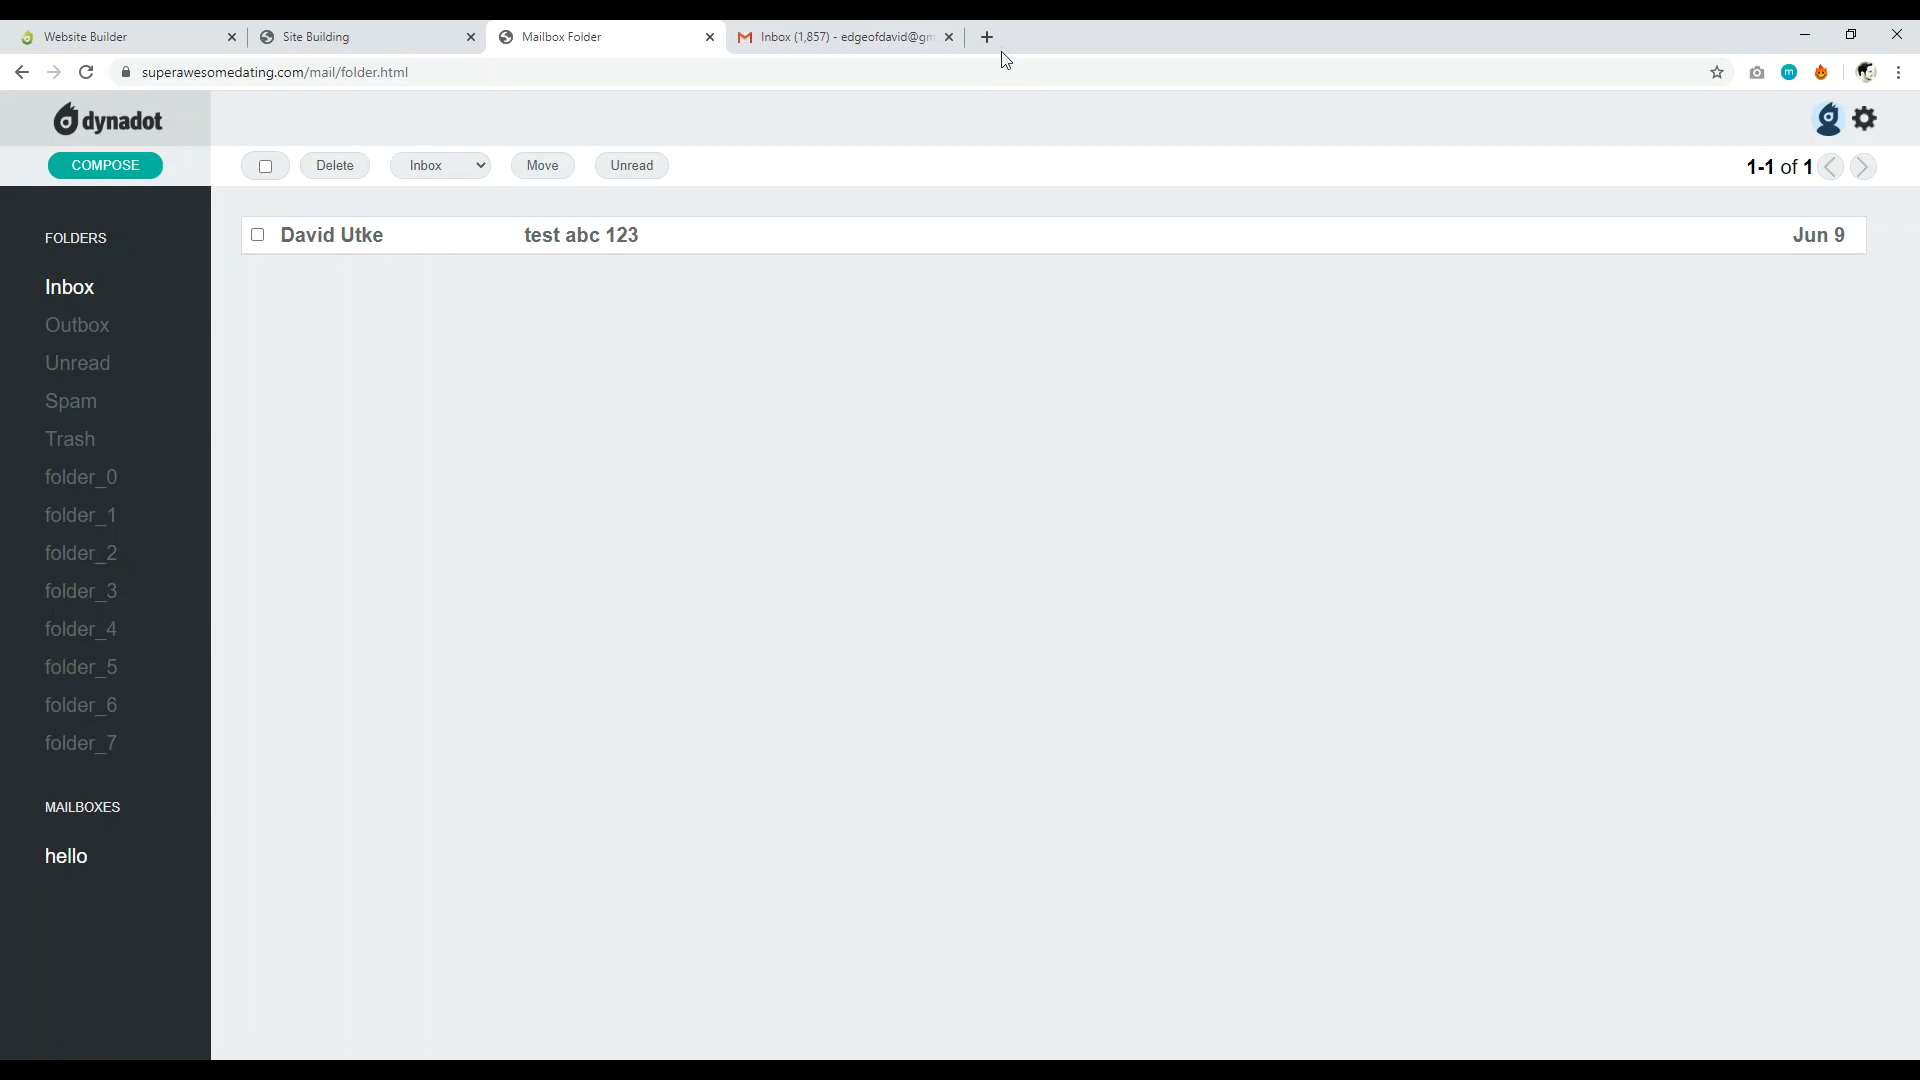 Website Builder
Site Building
Mailbox Folder
Inbox (1,857) - edgeofdavid@gm
superawesomedating.com/mail/folder.html
m
dynadot
COMPOSE
Delete
Inbox
Move
Unread
1-1 of 1
FOLDERS
David Utke
test abc 123
Jun 9
Inbox
Outbox
Unread
Spam
Trash
folder_0
folder_1
folder_2
folder_3
folder_4
folder_5
folder_6
folder_7
MAILBOXES
hello